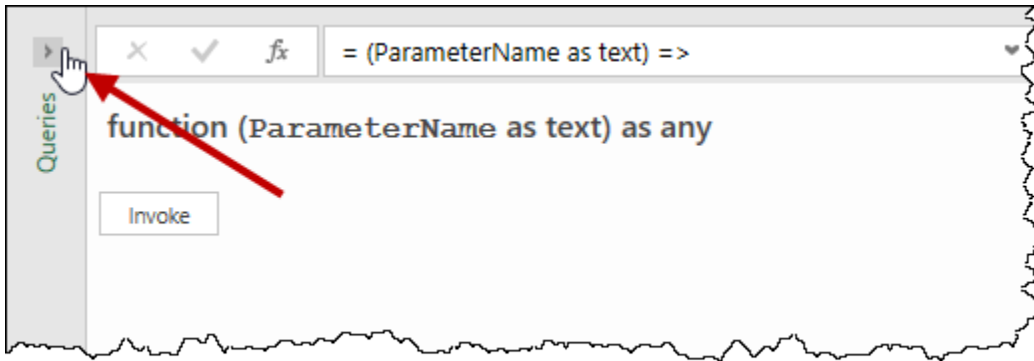 fx
= (ParameterName as text) =>
Queries
function (ParameterName as text) as any
Invoke